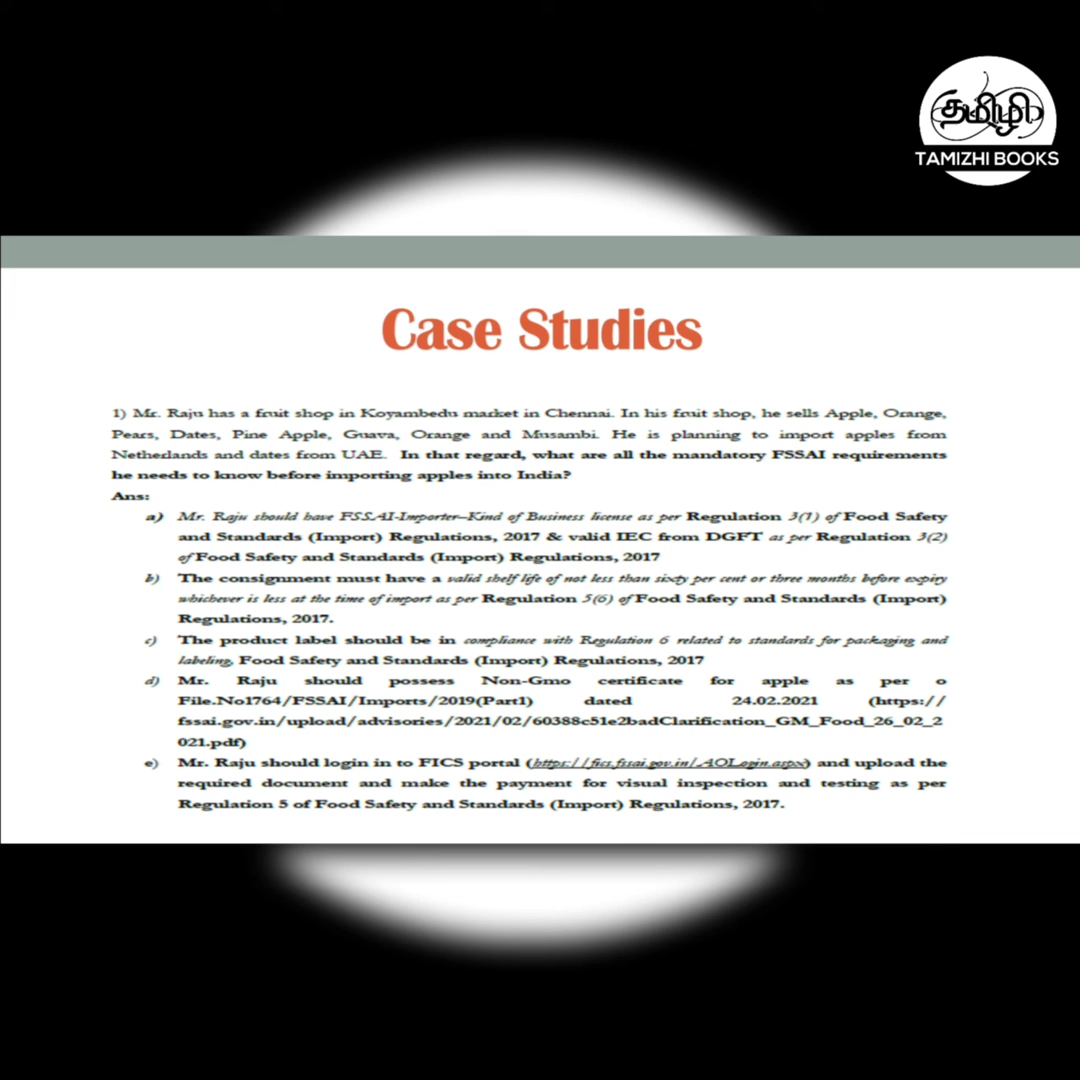 தமிழி
TAMIZHI BOOKS
Case Studies
1) Mr. Raju has a fruit shop in Koyambedu market in Chennai. In his fruit shop, he sells Apple, Orange,
Pears, Dates, Pine Apple, Guava, Orange and Musambi. He is planning to import apples from
Netherlands and dates from UAE. In that regard, what are all the mandatory FSSAI requirements
he needs to know before importing apples into India?
Ans:
a) Mr. Raju should have FSSAI-Importer–Kind of Business license as per Regulation 3(1) of Food Safety
and Standards (Import) Regulations, 2017 & valid IEC from DGFT as per Regulation 3(2)
of Food Safety and Standards (Import) Regulations, 2017
b) The consignment must have a valid shelf life of not less than sixty per cent or three months before expiry
whichever is less at the time of import as per Regulation 5(6) of Food Safety and Standards (Import)
Regulations, 2017.
c) The product label should be in compliance with Regulation 6 related to standards for packaging and
labeling, Food Safety and Standards (Import) Regulations, 2017
d) Mr. Raju should possess Non-Gmo certificate for apple as per o
File.No1764/FSSAI/Imports/2019(Part1) dated 24.02.2021 (https://
fssai.gov.in/upload/advisories/2021/02/60388c51e2badClarification_GM_Food_26_02_2
021.pdf)
e) Mr. Raju should login in to FICS portal (https://fics.fssai.gov.in/AOLogin.aspx) and upload the
required document and make the payment for visual inspection and testing as per
Regulation 5 of Food Safety and Standards (Import) Regulations, 2017.